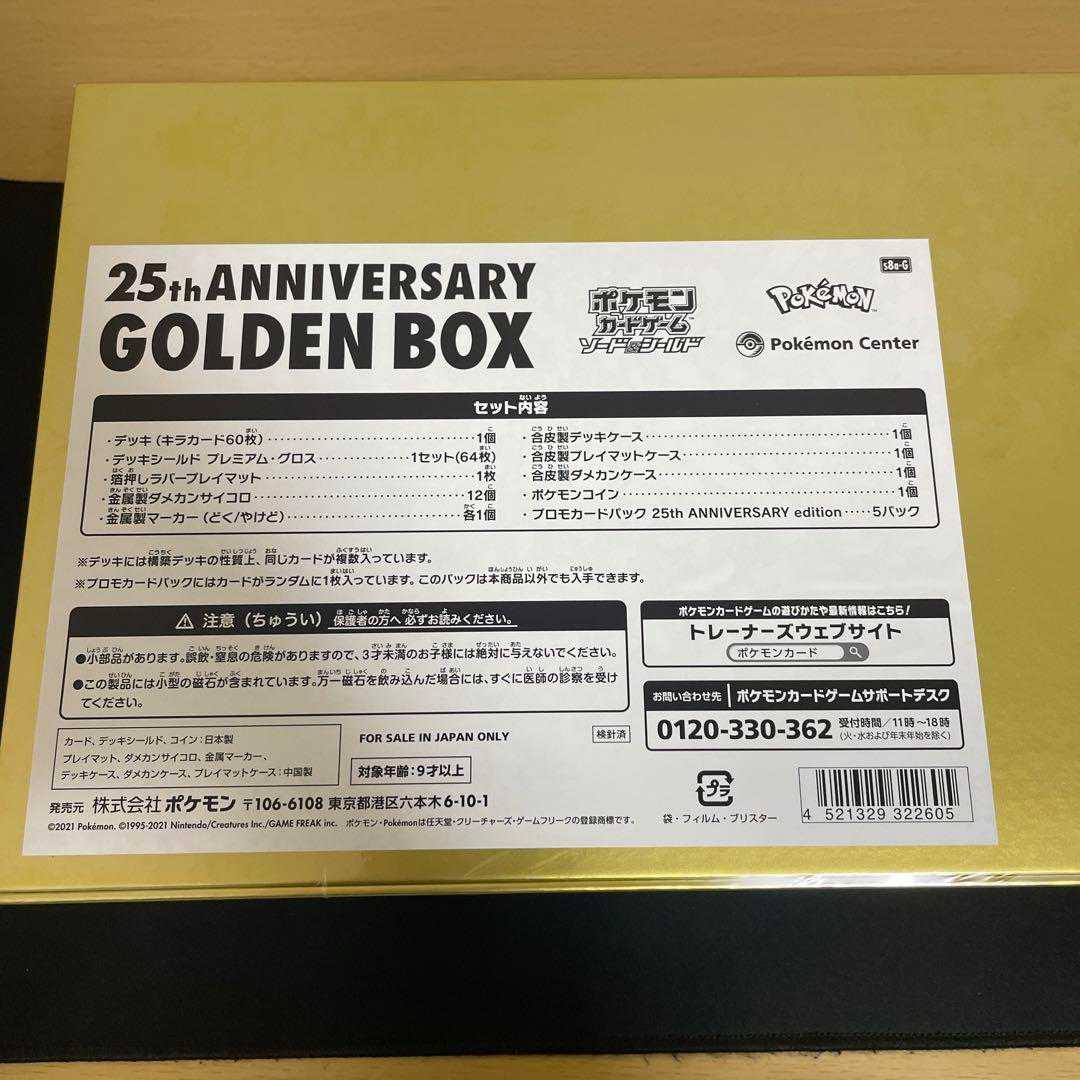 25th ANNIVERSARY
GOLDEN BOX
ポケモン
カードゲーム
ソード&シールド
s8a-G
Pokémon
Pokémon Center
セット内容
・デッキ(キラカード60枚)……1個
・デッキシールド プレミアム・グロス……1セット(64枚)
・箔押しラバープレイマット……1枚
・金属製ダメカンサイコロ……12個
・金属製マーカー(どく/やけど)……各1個
・合皮製デッキケース……1個
・合皮製プレイマットケース……1個
・合皮製ダメカンケース……1個
・ポケモンコイン……1個
・プロモカードパック 25th ANNIVERSARY edition……5パック
※デッキには構築デッキの性質上、同じカードが複数入っています。
※プロモカードパックにはカードがランダムに1枚入っています。このパックは本商品以外でも入手できます。
⚠ 注意(ちゅうい) 保護者の方へ 必ずお読みください。
●小部品があります。誤飲・窒息の危険がありますので、3才未満のお子様には絶対に与えないでください。
●この製品には小型の磁石が含まれています。万一磁石を飲み込んだ場合には、すぐに医師の診察を受け
てください。
ポケモンカードゲームの遊びかたや最新情報はこちら!
トレーナーズウェブサイト
ポケモンカード
お問い合わせ先 ポケモンカードゲームサポートデスク
0120-330-362 受付時間/11時〜18時
(火・水および年末年始を除く)
カード、デッキシールド、コイン:日本製
プレイマット、ダメカンサイコロ、金属マーカー、
デッキケース、ダメカンケース、プレイマットケース:中国製
FOR SALE IN JAPAN ONLY
検針済
対象年齢:9才以上
発売元 株式会社 ポケモン 〒106-6108 東京都港区六本木6-10-1
©2021 Pokémon. ©1995-2021 Nintendo/Creatures Inc./GAME FREAK inc. ポケモン・Pokémonは任天堂・クリーチャーズ・ゲームフリークの登録商標です。
プラ
袋・フィルム・ブリスター
4 521329 322605